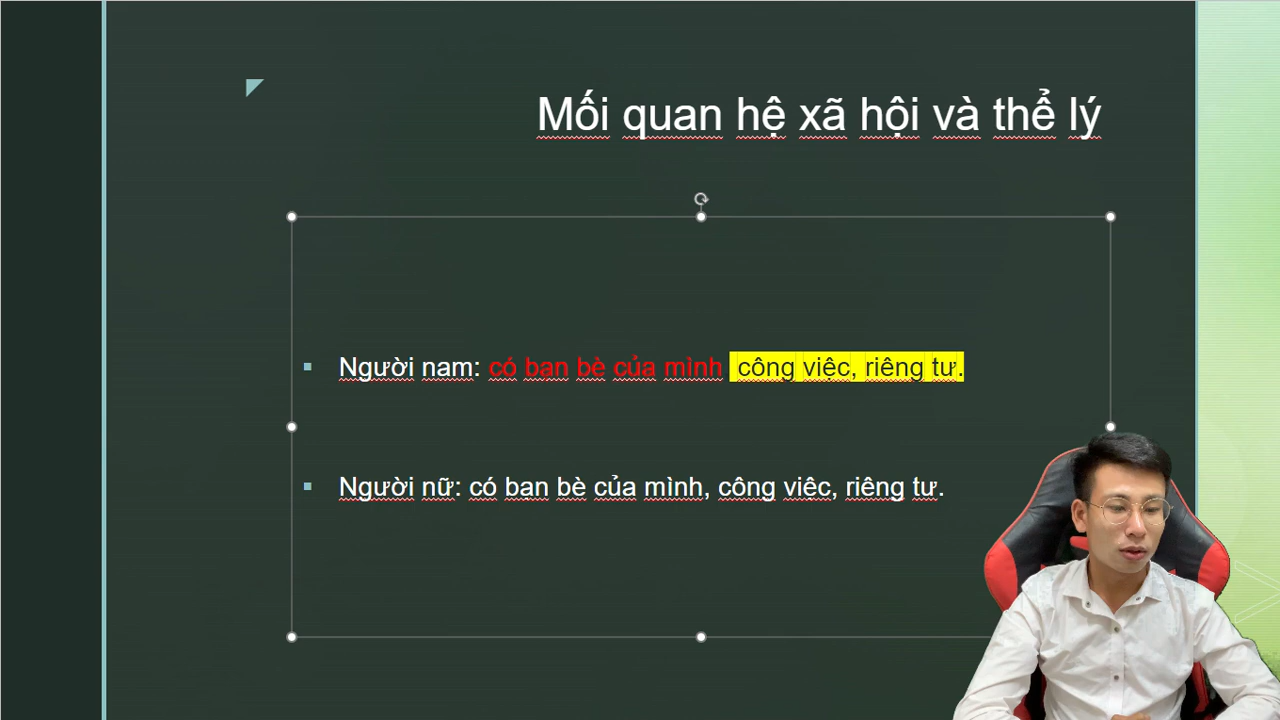 Mối quan hệ xã hội và thể lý
Người nam: có bạn bè của mình công việc, riêng tư.
Người nữ: có bạn bè của mình, công việc, riêng tư.